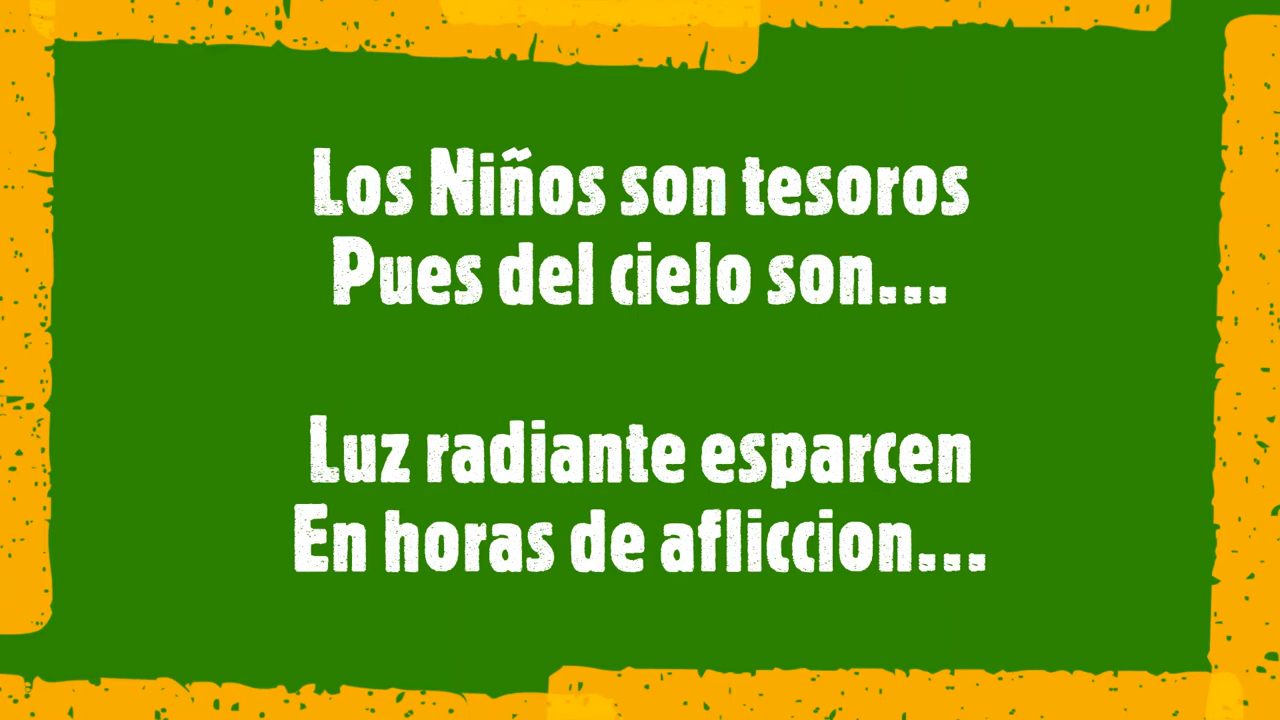 Los Niños son tesoros
Pues del cielo son...
Luz radiante esparcen
En horas de afliccion...